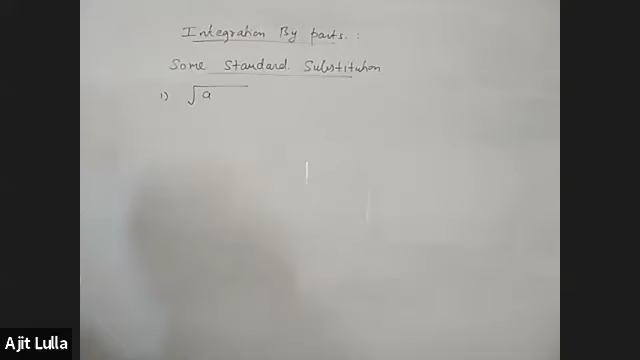 Integration By parts :
Some Standard Substitution
1) √a
Ajit Lulla